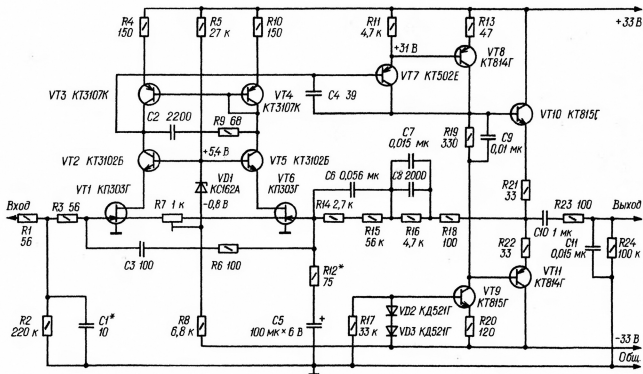 R4
150
R5
27 к
R10
150
R11
4,7 к
R13
47
+33 В
+31 В
VT8
КТ814Г
VT7 КТ502Е
VT3 КТ3107К
VT4
КТ3107К
C2 2200
C4 39
R9 68
VT10 КТ815Г
VT2 КТ3102Б
+5,4 В
VT5 КТ3102Б
R19
330
C9
0,01 мк
C7
0,015 мк
VD1
КС162А
VT6
КП303Г
C6 0,056 мк
C8 2000
R21
33
VT1 КП303Г
-0,8 В
Вход
R3 56
R7 1 к
R14 2,7 к
R23
100
Выход
R1
56
R15
56 к
R16
4,7 к
R18
100
C10 1 мк
C3 100
R6 100
R12*
75
R22
33
C11
0,015 мк
R24
100 к
VT11
КТ814Г
VT9
КТ815Г
R2
220 к
C1*
10
R8
6,8 к
C5
100 мк × 6 В
+
R17
33 к
VD2 КД521Г
VD3 КД521Г
R20
120
-33 В
Общ.